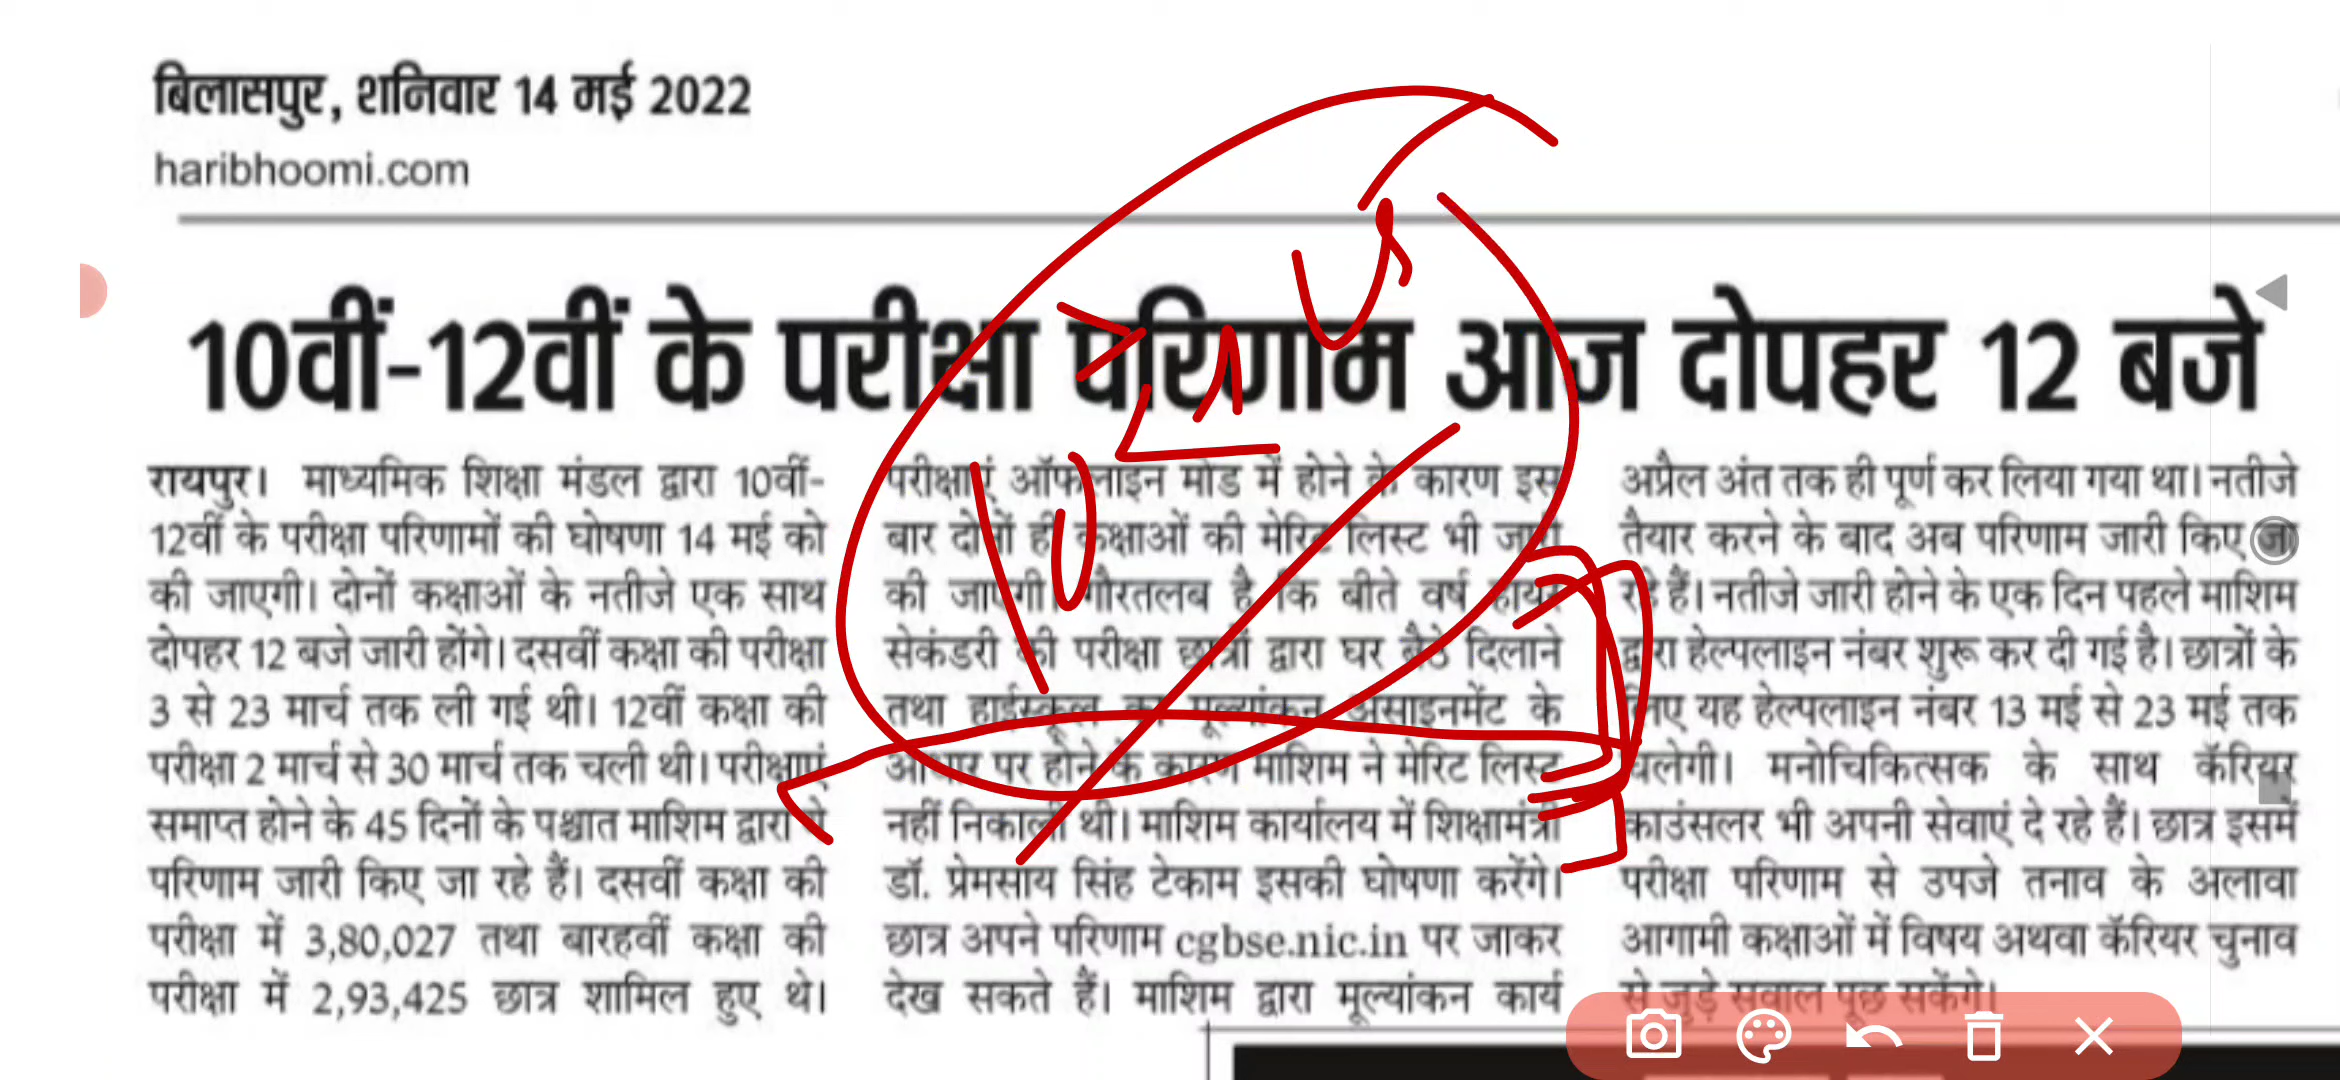 बिलासपुर, शनिवार 14 मई 2022
haribhoomi.com
10वीं-12वीं के परीक्षा परिणाम आज दोपहर 12 बजे
रायपुर। माध्यमिक शिक्षा मंडल द्वारा 10वीं-
12वीं के परीक्षा परिणामों की घोषणा 14 मई को
की जाएगी। दोनों कक्षाओं के नतीजे एक साथ
दोपहर 12 बजे जारी होंगे। दसवीं कक्षा की परीक्षा
3 से 23 मार्च तक ली गई थी। 12वीं कक्षा की
परीक्षा 2 मार्च से 30 मार्च तक चली थी। परीक्षाएं
समाप्त होने के 45 दिनों के पश्चात माशिम द्वारा ये
परिणाम जारी किए जा रहे हैं। दसवीं कक्षा की
परीक्षा में 3,80,027 तथा बारहवीं कक्षा की
परीक्षा में 2,93,425 छात्र शामिल हुए थे।
परीक्षाएं ऑफलाइन मोड में होने के कारण इस
बार दोनों ही कक्षाओं की मेरिट लिस्ट भी जारी
की जाएगी। गौरतलब है कि बीते वर्ष हायर
सेकंडरी की परीक्षा छात्रों द्वारा घर बैठे दिलाने
तथा हाईस्कूल का मूल्यांकन असाइनमेंट के
आधार पर होने के कारण माशिम ने मेरिट लिस्ट
नहीं निकाली थी। माशिम कार्यालय में शिक्षामंत्री
डॉ. प्रेमसाय सिंह टेकाम इसकी घोषणा करेंगे।
छात्र अपने परिणाम cgbse.nic.in पर जाकर
देख सकते हैं। माशिम द्वारा मूल्यांकन कार्य
अप्रैल अंत तक ही पूर्ण कर लिया गया था। नतीजे
तैयार करने के बाद अब परिणाम जारी किए जा
रहे हैं। नतीजे जारी होने के एक दिन पहले माशिम
द्वारा हेल्पलाइन नंबर शुरू कर दी गई है। छात्रों के
लिए यह हेल्पलाइन नंबर 13 मई से 23 मई तक
चलेगी। मनोचिकित्सक के साथ कॅरियर
काउंसलर भी अपनी सेवाएं दे रहे हैं। छात्र इसमें
परीक्षा परिणाम से उपजे तनाव के अलावा
आगामी कक्षाओं में विषय अथवा कॅरियर चुनाव
से जुड़े सवाल पूछ सकेंगे।